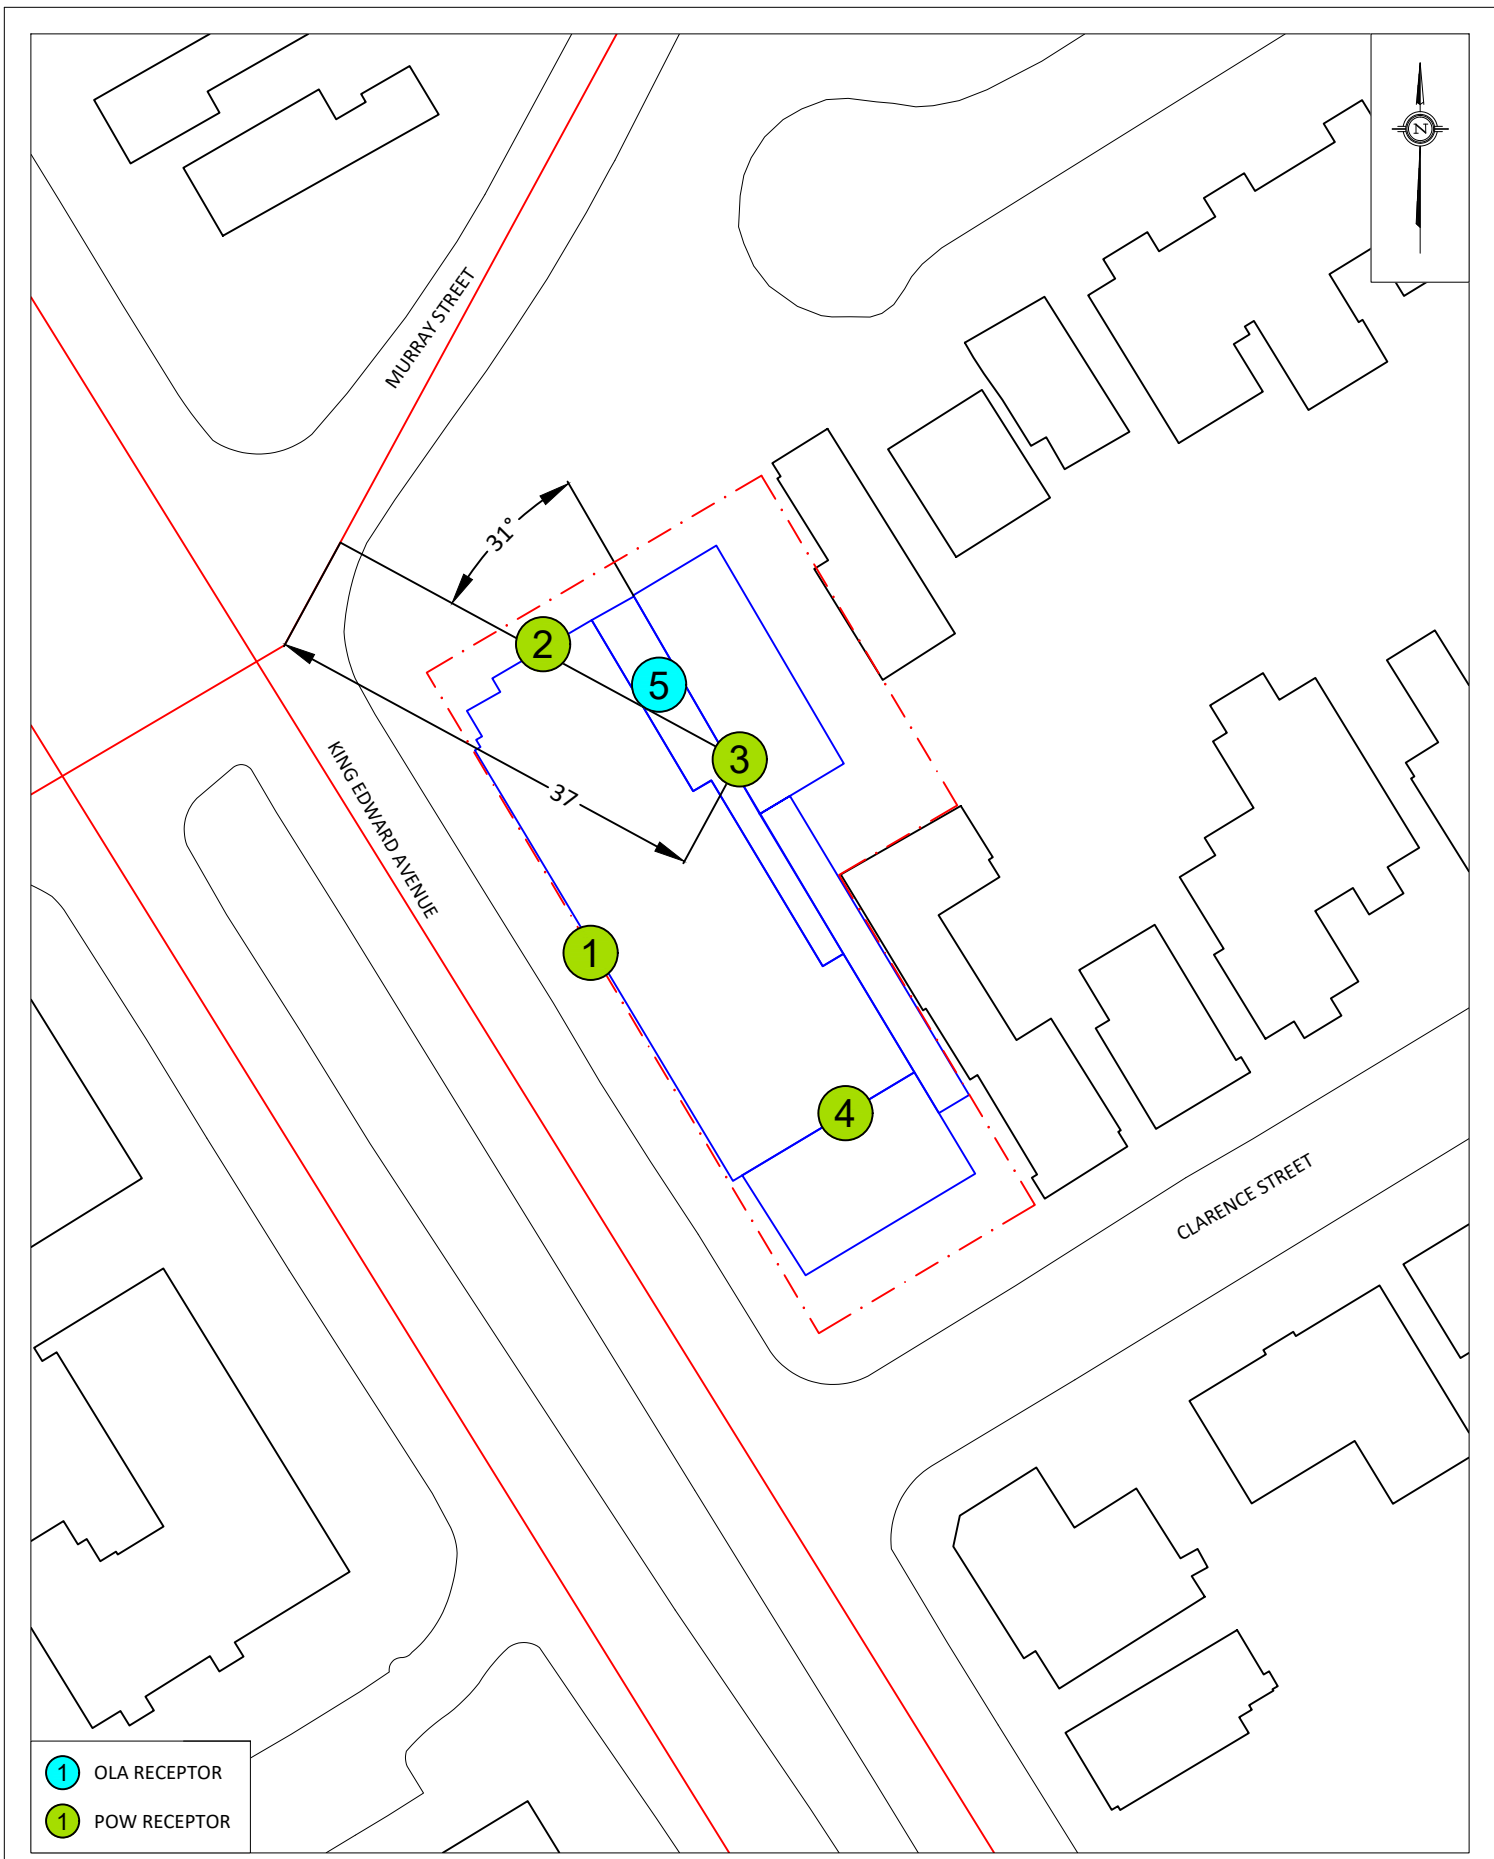 N
MURRAY STREET
31°
2
5
3
37
KING EDWARD AVENUE
1
4
CLARENCE STREET
1 OLA RECEPTOR
1 POW RECEPTOR